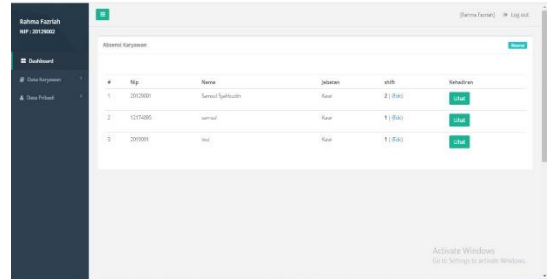 Rahma Fazriah
NIP : 20129002
[Rahma Fazriah] Log out
Dashboard
Data Karyawan
Data Pribadi
Absensi Karyawan
# Nip Nama Jabatan shift Kehadiran
1 20129001 Samsul Syahbudin Kasir 2 | (Edit) Lihat
2 12174895 samsul Kasir 1 | (Edit) Lihat
3 Kasir 1 | (Edit) Lihat
Activate Windows
Go to Settings to activate Windows.